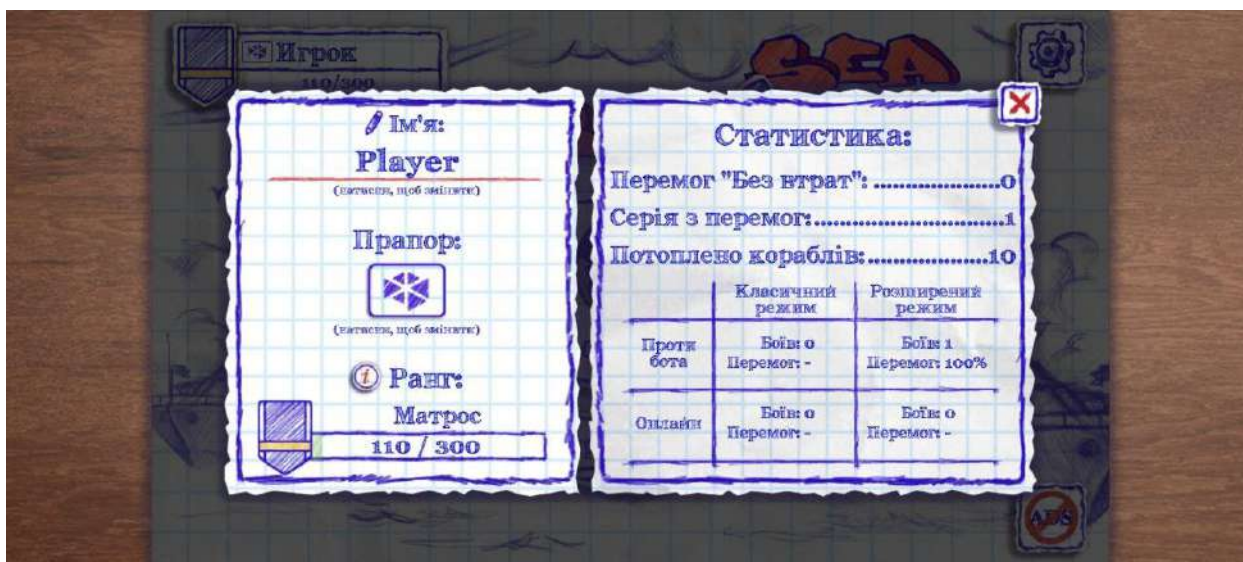 Игрок
110/300
SEA
Ім'я:
Player
(натисни, щоб змінити)
Прапор:
(натисни, щоб змінити)
i Ранг:
Матрос
110 / 300
Статистика:
Перемог "Без втрат": .....................0
Серія з перемог:..............................1
Потоплено кораблів:...................10
Класичний режим
Розширений режим
Проти бота
Боїв: 0
Перемог: -
Боїв: 1
Перемог: 100%
Онлайн
Боїв: 0
Перемог: -
Боїв: 0
Перемог: -
ADS